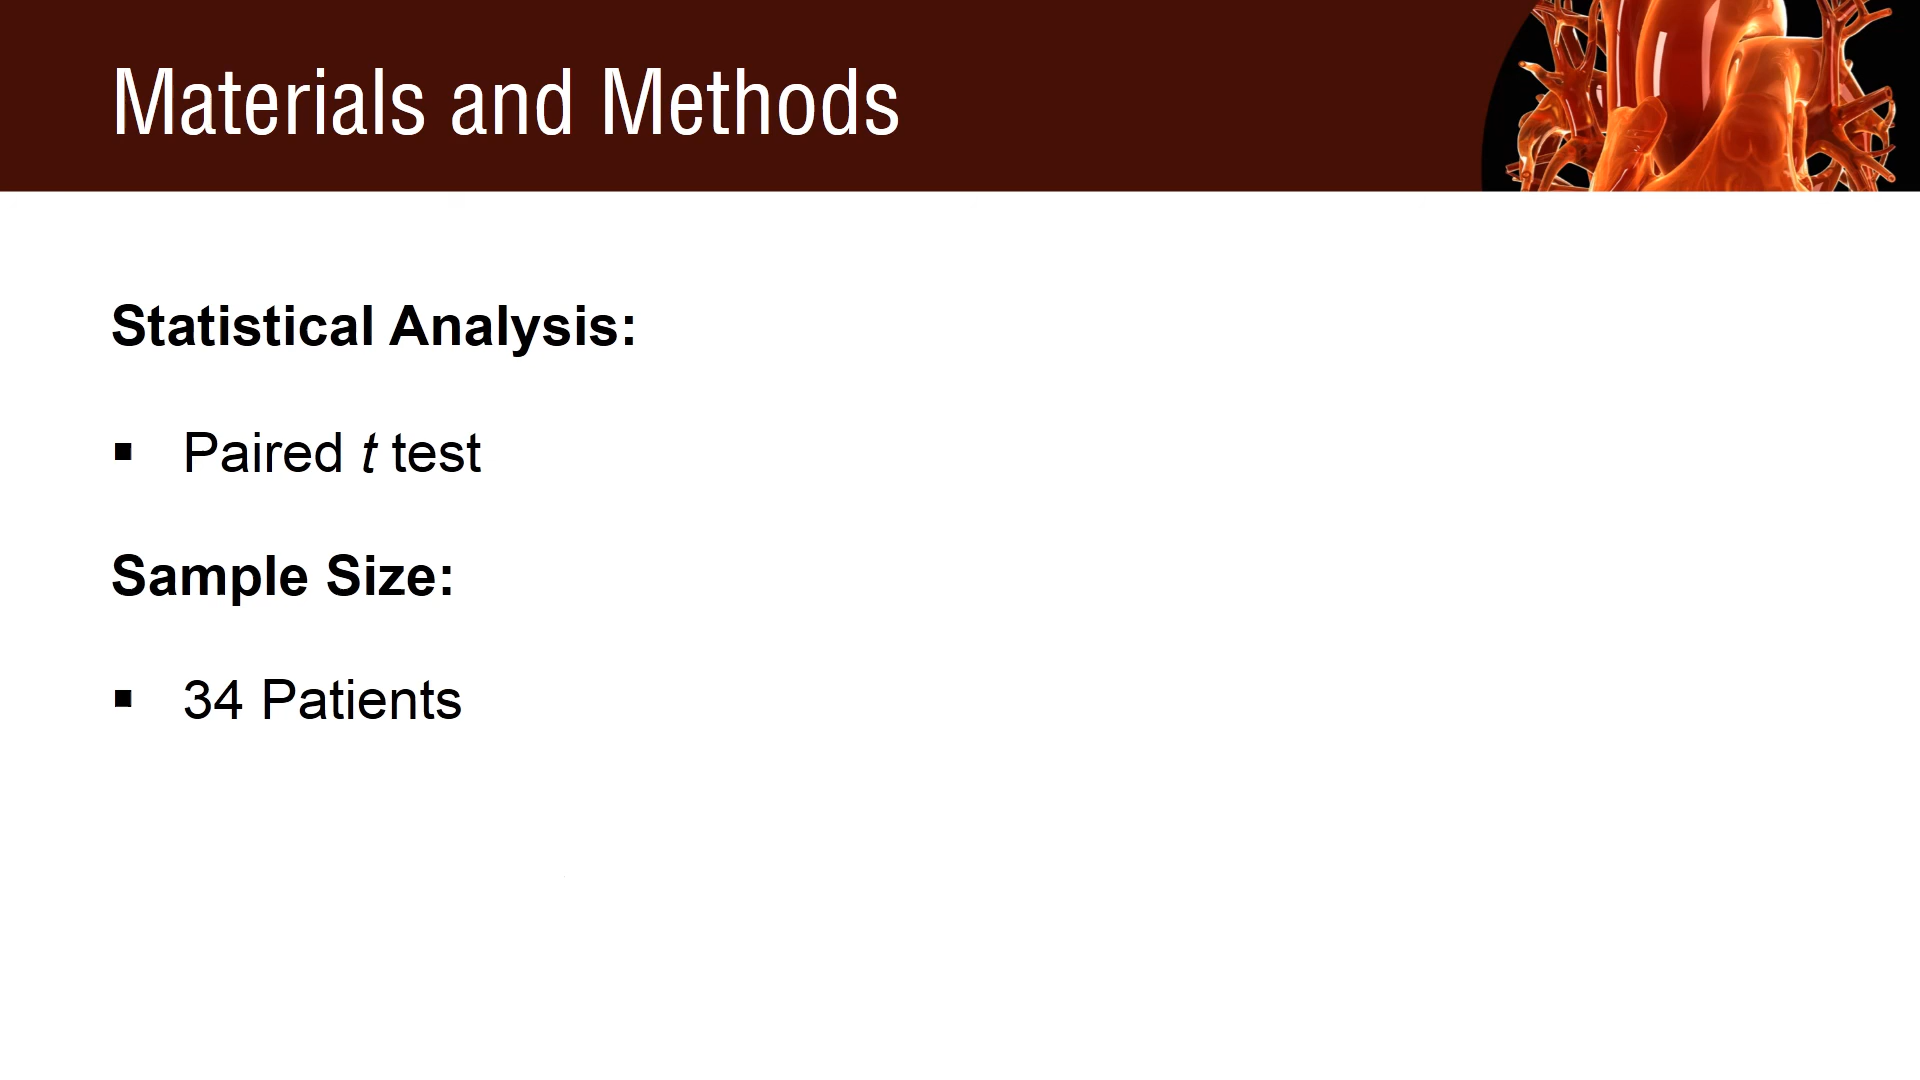 Materials and Methods
Statistical Analysis:
▪ Paired t test
Sample Size:
▪ 34 Patients